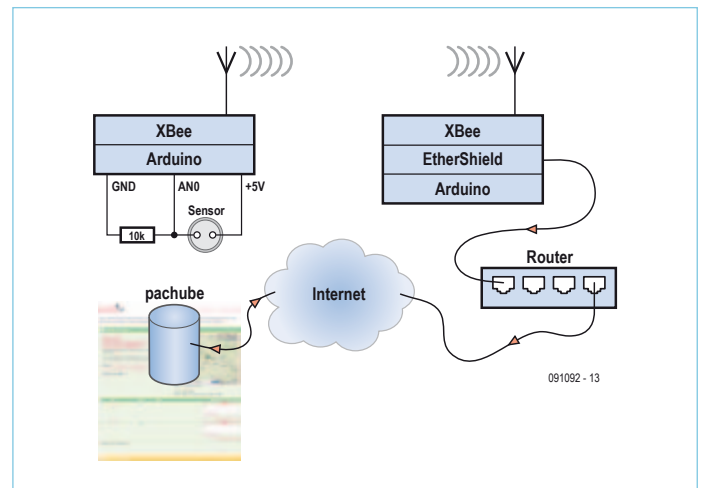 XBee
Arduino
GND
AN0
+5V
Sensor
10k
XBee
EtherShield
Arduino
Router
pachube
Internet
091092 - 13